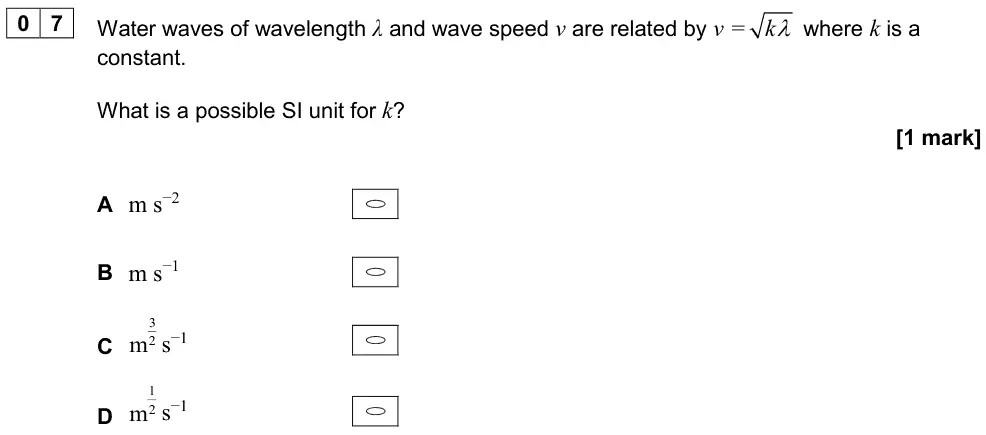 0 7 Water waves of wavelength λ and wave speed v are related by v = √kλ where k is a
constant.
What is a possible SI unit for k?
[1 mark]
A m s⁻²
B m s⁻¹
C m^(3/2) s⁻¹
D m^(1/2) s⁻¹